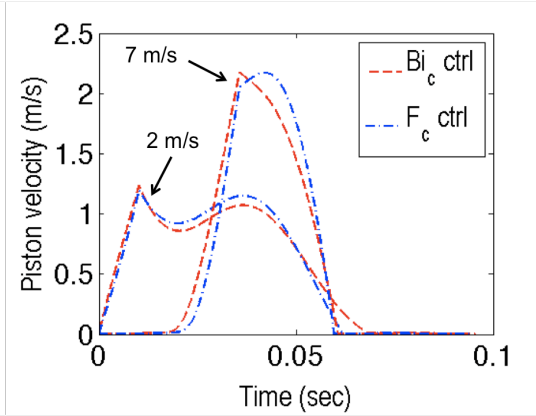 2.5
7 m/s
Bi_c ctrl
2
F_c ctrl
2 m/s
1.5
Piston velocity (m/s)
1
0.5
0
0
0.05
0.1
Time (sec)